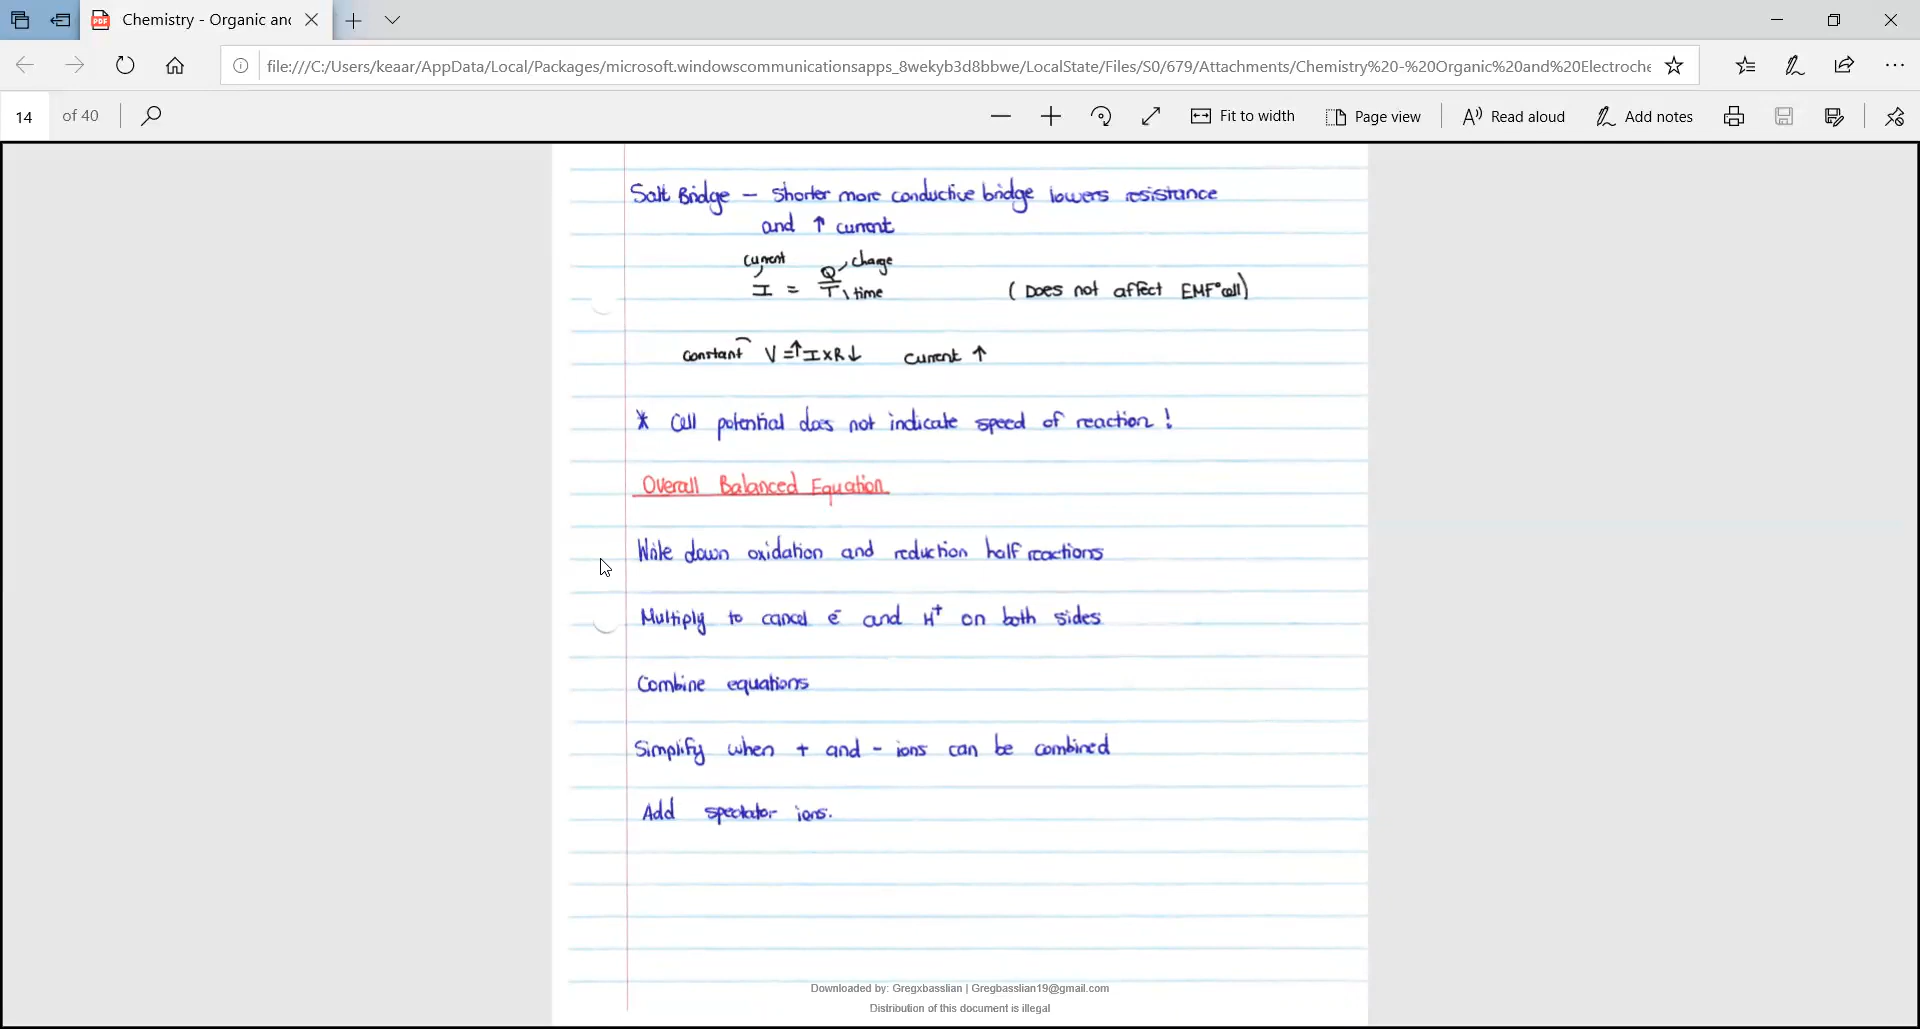 Chemistry - Organic and
file:///C:/Users/keaar/AppData/Local/Packages/microsoft.windowscommunicationsapps_8wekyb3d8bbwe/LocalState/Files/S0/679/Attachments/Chemistry%20-%20Organic%20and%20Electroche
14 of 40 Fit to width Page view Read aloud Add notes
Salt Bridge – shorter more conductive bridge lowers resistance
and ↑ current
current Q charge
I = T time (Does not affect EMF°cell)
constant V = ↑ I x R ↓ current ↑
* Cell potential does not indicate speed of reaction !
Overall Balanced Equation
Write down oxidation and reduction half reactions
Multiply to cancel e⁻ and H⁺ on both sides
Combine equations
Simplify when + and - ions can be combined
Add spectator ions.
Downloaded by: Gregxbasslian | Gregbasslian19@gmail.com
Distribution of this document is illegal